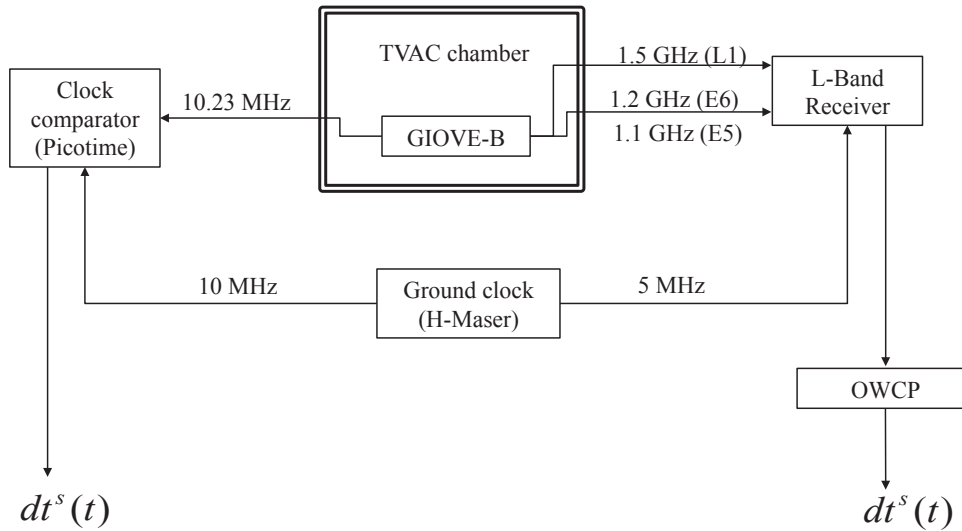 TVAC chamber
1.5 GHz (L1)
Clock
comparator
(Picotime)
10.23 MHz
GIOVE-B
1.2 GHz (E6)
1.1 GHz (E5)
L-Band
Receiver
10 MHz
Ground clock
(H-Maser)
5 MHz
OWCP
dt^s(t)
dt^s(t)